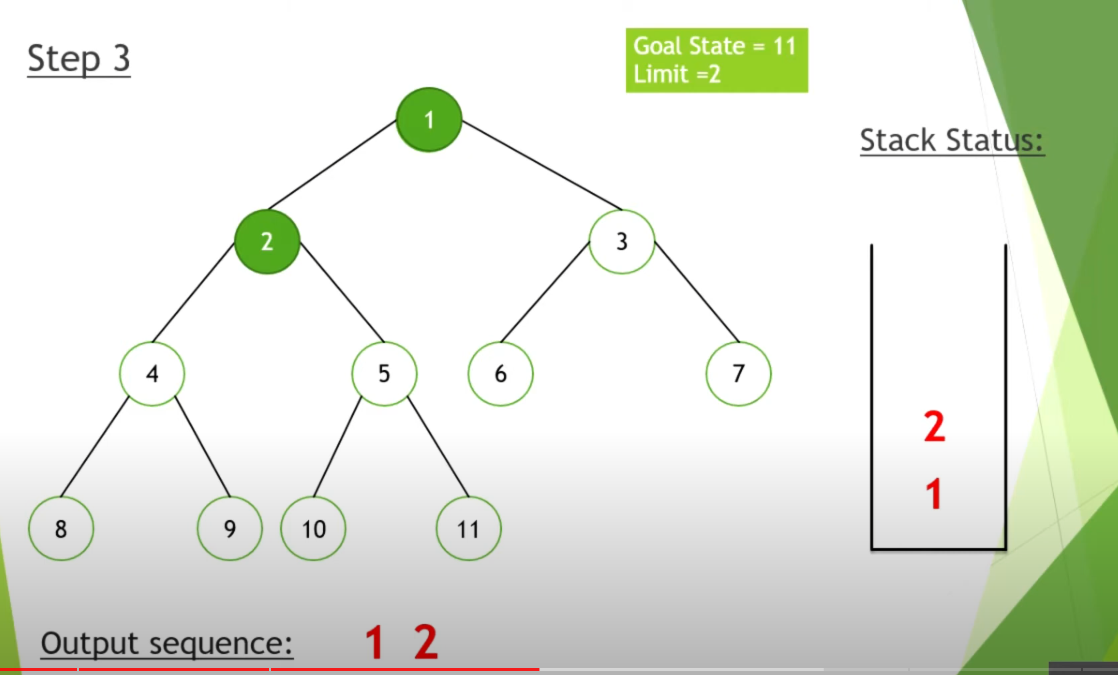 Step 3
Goal State = 11
Limit =2
Stack Status:
1
2
3
4
5
6
7
8
9
10
11
2
1
Output sequence: 1 2